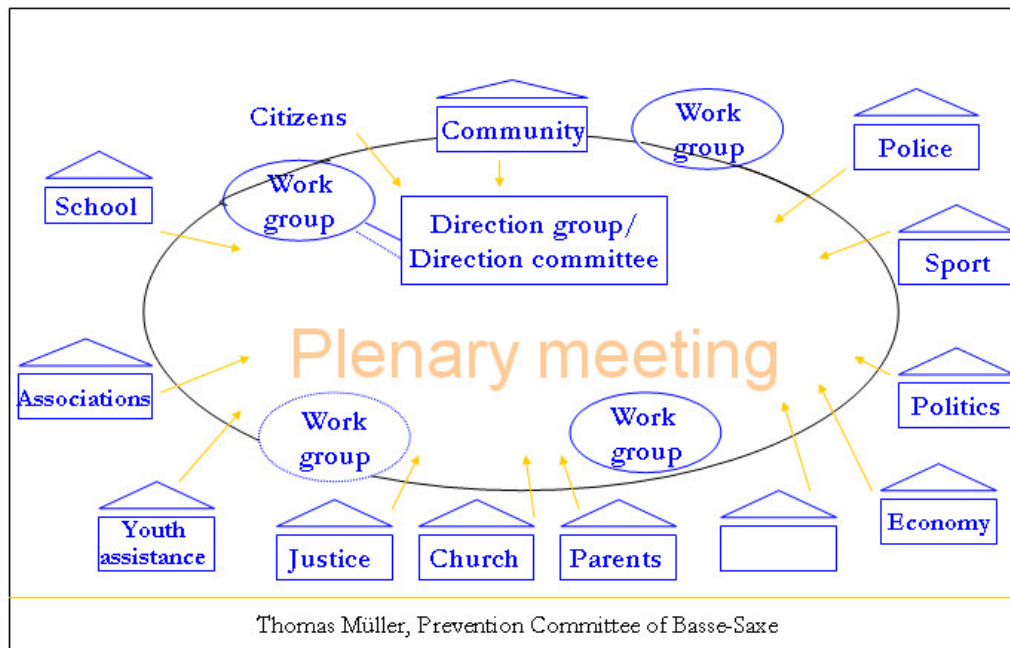 Citizens
Community
Work
group
Police
School
Work
group
Direction group/
Direction committee
Sport
Plenary meeting
Associations
Politics
Work
group
Work
group
Youth
assistance
Justice
Church
Parents
Economy
Thomas Müller, Prevention Committee of Basse-Saxe